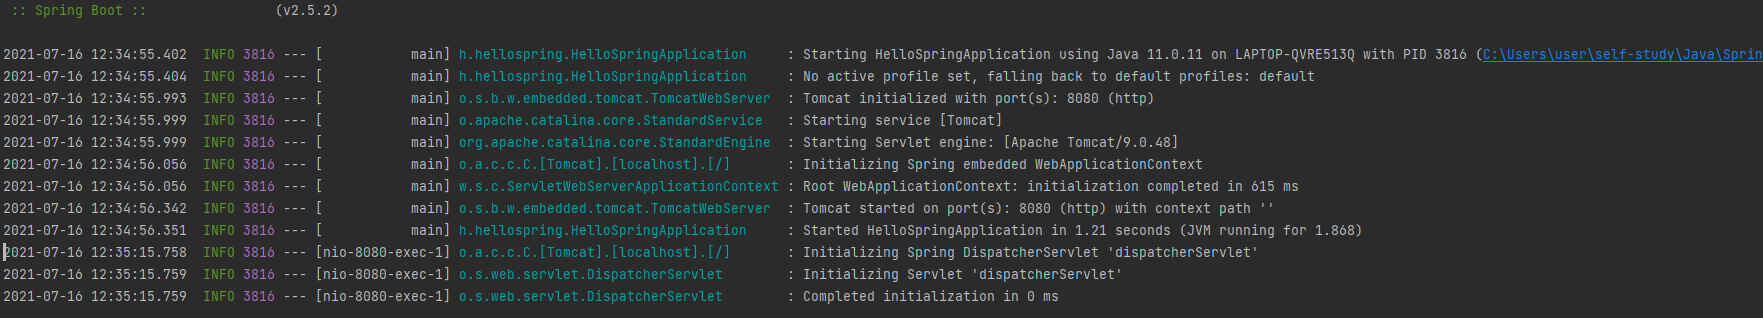 :: Spring Boot ::                (v2.5.2)
2021-07-16 12:34:55.402  INFO 3816 --- [           main] h.hellospring.HelloSpringApplication     : Starting HelloSpringApplication using Java 11.0.11 on LAPTOP-QVRE513Q with PID 3816 (C:\Users\user\self-study\Java\Sprin
2021-07-16 12:34:55.404  INFO 3816 --- [           main] h.hellospring.HelloSpringApplication     : No active profile set, falling back to default profiles: default
2021-07-16 12:34:55.993  INFO 3816 --- [           main] o.s.b.w.embedded.tomcat.TomcatWebServer  : Tomcat initialized with port(s): 8080 (http)
2021-07-16 12:34:55.999  INFO 3816 --- [           main] o.apache.catalina.core.StandardService   : Starting service [Tomcat]
2021-07-16 12:34:55.999  INFO 3816 --- [           main] org.apache.catalina.core.StandardEngine  : Starting Servlet engine: [Apache Tomcat/9.0.48]
2021-07-16 12:34:56.056  INFO 3816 --- [           main] o.a.c.c.C.[Tomcat].[localhost].[/]       : Initializing Spring embedded WebApplicationContext
2021-07-16 12:34:56.056  INFO 3816 --- [           main] w.s.c.ServletWebServerApplicationContext : Root WebApplicationContext: initialization completed in 615 ms
2021-07-16 12:34:56.342  INFO 3816 --- [           main] o.s.b.w.embedded.tomcat.TomcatWebServer  : Tomcat started on port(s): 8080 (http) with context path ''
2021-07-16 12:34:56.351  INFO 3816 --- [           main] h.hellospring.HelloSpringApplication     : Started HelloSpringApplication in 1.21 seconds (JVM running for 1.868)
2021-07-16 12:35:15.758  INFO 3816 --- [nio-8080-exec-1] o.a.c.c.C.[Tomcat].[localhost].[/]       : Initializing Spring DispatcherServlet 'dispatcherServlet'
2021-07-16 12:35:15.759  INFO 3816 --- [nio-8080-exec-1] o.s.web.servlet.DispatcherServlet        : Initializing Servlet 'dispatcherServlet'
2021-07-16 12:35:15.759  INFO 3816 --- [nio-8080-exec-1] o.s.web.servlet.DispatcherServlet        : Completed initialization in 0 ms